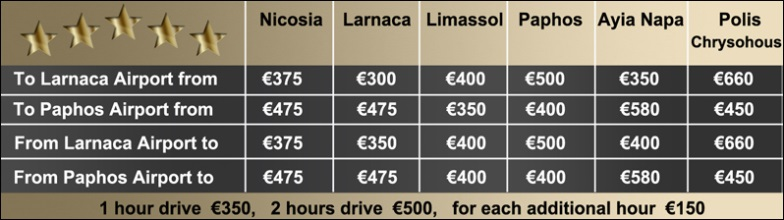 Nicosia Larnaca Limassol Paphos Ayia Napa Polis Chrysohous
To Larnaca Airport from €375 €300 €400 €500 €350 €660
To Paphos Airport from €475 €475 €350 €400 €580 €450
From Larnaca Airport to €375 €350 €400 €500 €400 €660
From Paphos Airport to €475 €475 €400 €400 €580 €450
1 hour drive €350, 2 hours drive €500, for each additional hour €150